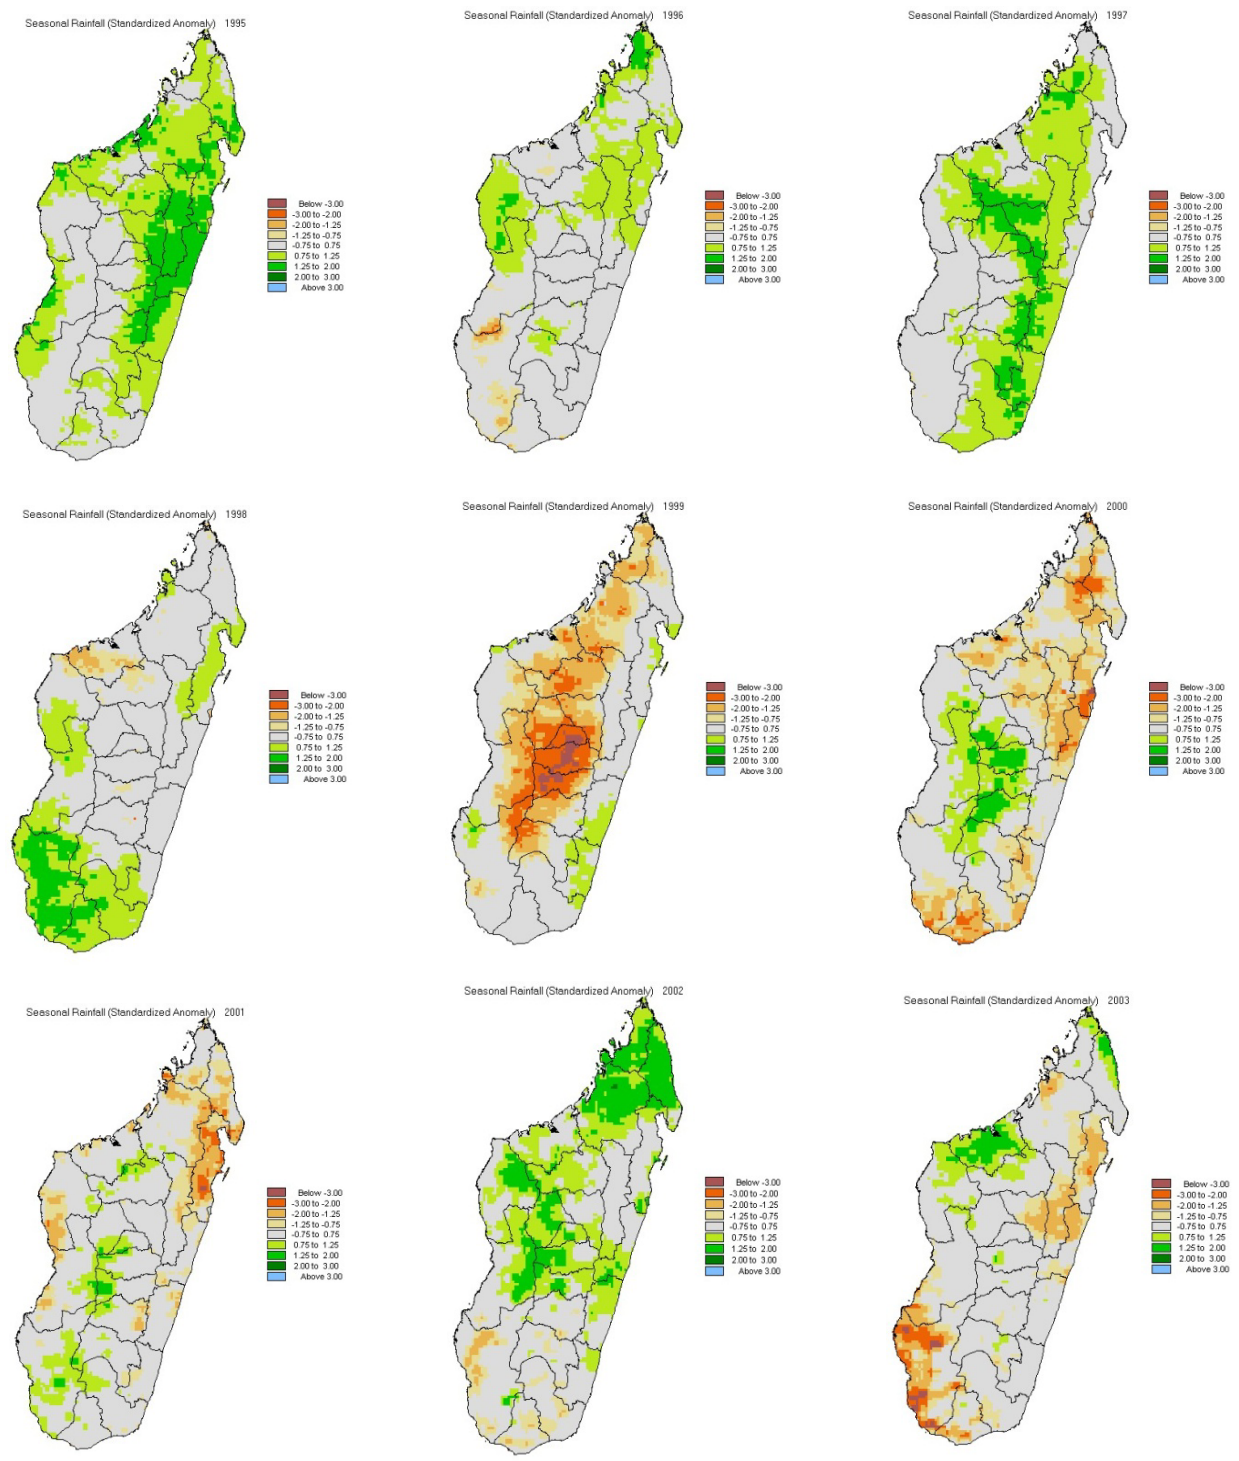 Seasonal Rainfall (Standardized Anomaly) 1995
Below -3.00
-3.00 to -2.00
-2.00 to -1.25
-1.25 to -0.75
-0.75 to 0.75
0.75 to 1.25
1.25 to 2.00
2.00 to 3.00
Above 3.00
Seasonal Rainfall (Standardized Anomaly) 1996
Below -3.00
-3.00 to -2.00
-2.00 to -1.25
-1.25 to -0.75
-0.75 to 0.75
0.75 to 1.25
1.25 to 2.00
2.00 to 3.00
Above 3.00
Seasonal Rainfall (Standardized Anomaly) 1997
Below -3.00
-3.00 to -2.00
-2.00 to -1.25
-1.25 to -0.75
-0.75 to 0.75
0.75 to 1.25
1.25 to 2.00
2.00 to 3.00
Above 3.00
Seasonal Rainfall (Standardized Anomaly) 1998
Below -3.00
-3.00 to -2.00
-2.00 to -1.25
-1.25 to -0.75
-0.75 to 0.75
0.75 to 1.25
1.25 to 2.00
2.00 to 3.00
Above 3.00
Seasonal Rainfall (Standardized Anomaly) 1999
Below -3.00
-3.00 to -2.00
-2.00 to -1.25
-1.25 to -0.75
-0.75 to 0.75
0.75 to 1.25
1.25 to 2.00
2.00 to 3.00
Above 3.00
Seasonal Rainfall (Standardized Anomaly) 2000
Below -3.00
-3.00 to -2.00
-2.00 to -1.25
-1.25 to -0.75
-0.75 to 0.75
0.75 to 1.25
1.25 to 2.00
2.00 to 3.00
Above 3.00
Seasonal Rainfall (Standardized Anomaly) 2001
Below -3.00
-3.00 to -2.00
-2.00 to -1.25
-1.25 to -0.75
-0.75 to 0.75
0.75 to 1.25
1.25 to 2.00
2.00 to 3.00
Above 3.00
Seasonal Rainfall (Standardized Anomaly) 2002
Below -3.00
-3.00 to -2.00
-2.00 to -1.25
-1.25 to -0.75
-0.75 to 0.75
0.75 to 1.25
1.25 to 2.00
2.00 to 3.00
Above 3.00
Seasonal Rainfall (Standardized Anomaly) 2003
Below -3.00
-3.00 to -2.00
-2.00 to -1.25
-1.25 to -0.75
-0.75 to 0.75
0.75 to 1.25
1.25 to 2.00
2.00 to 3.00
Above 3.00